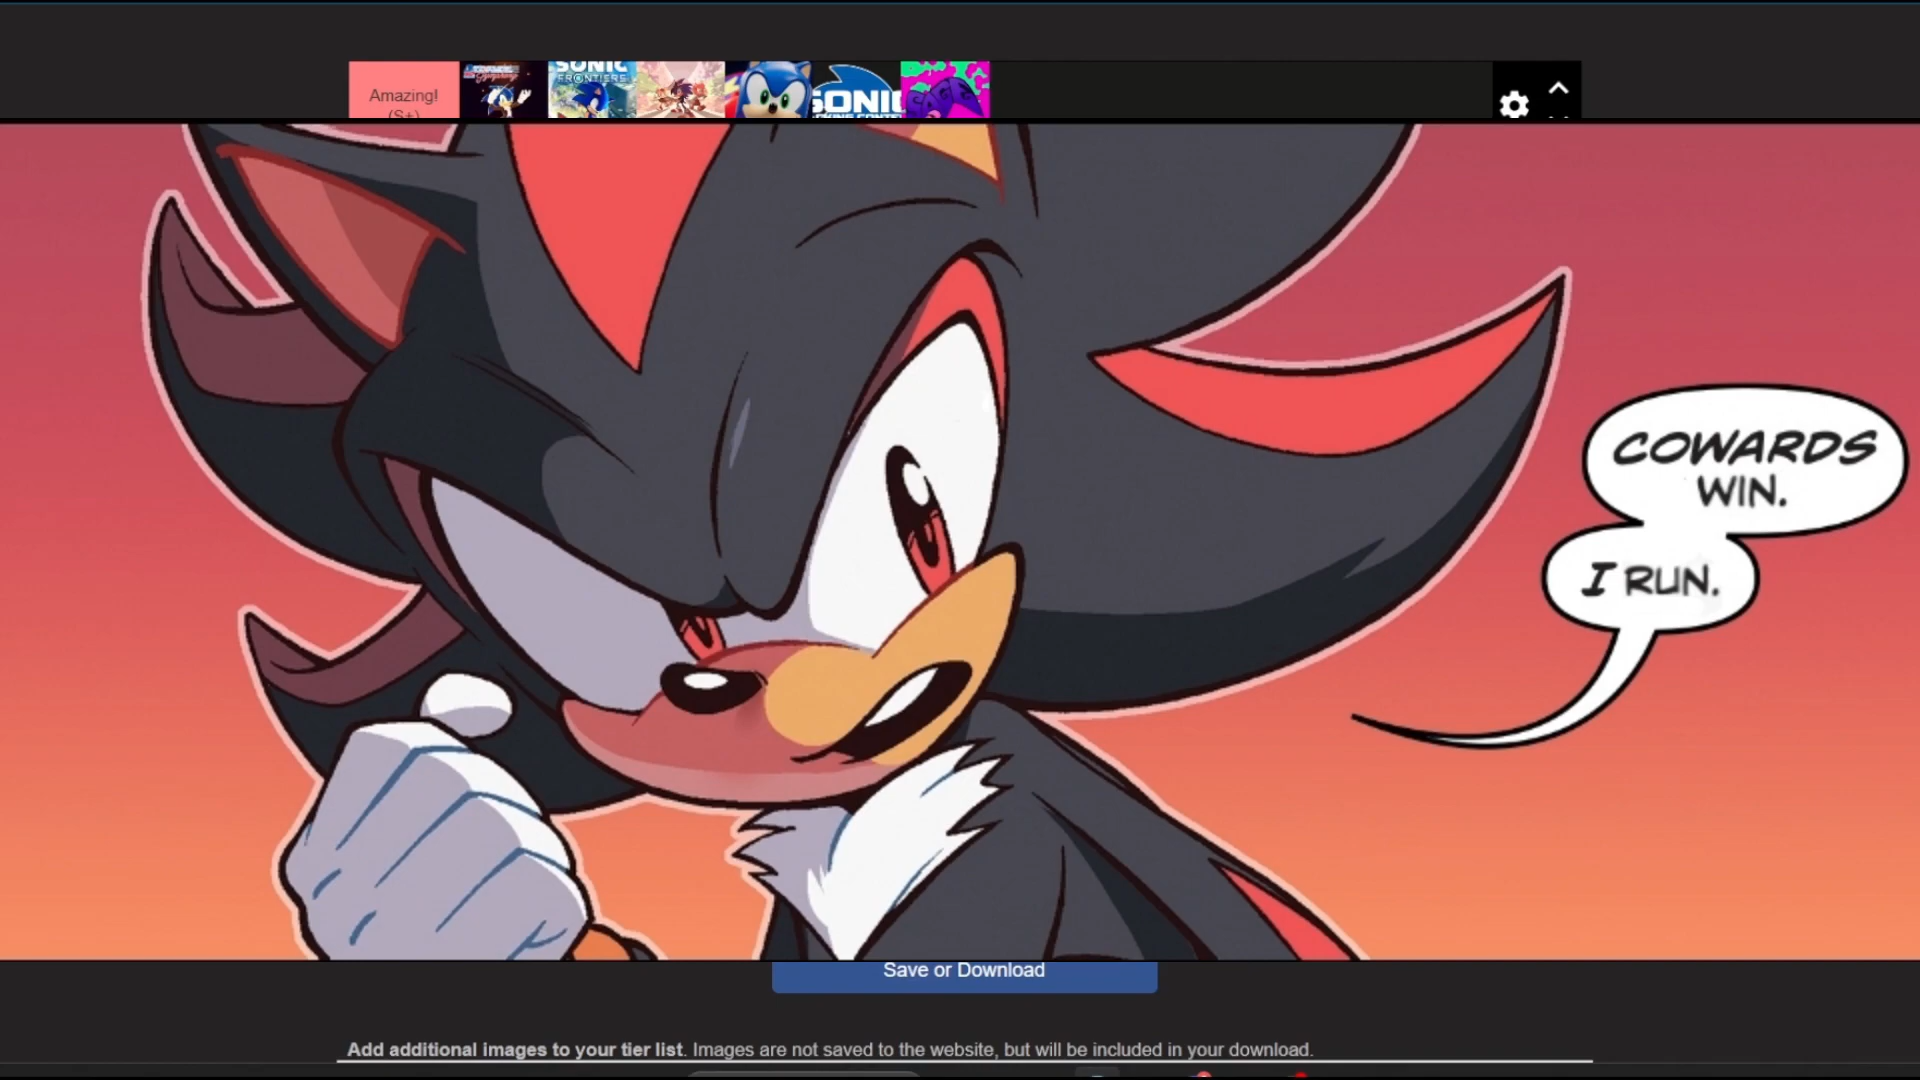 Amazing!
(S+)
SONIC
FRONTIERS
SONIC
SAGE
COWARDS
WIN.
I RUN.
Save or Download
Add additional images to your tier list. Images are not saved to the website, but will be included in your download.